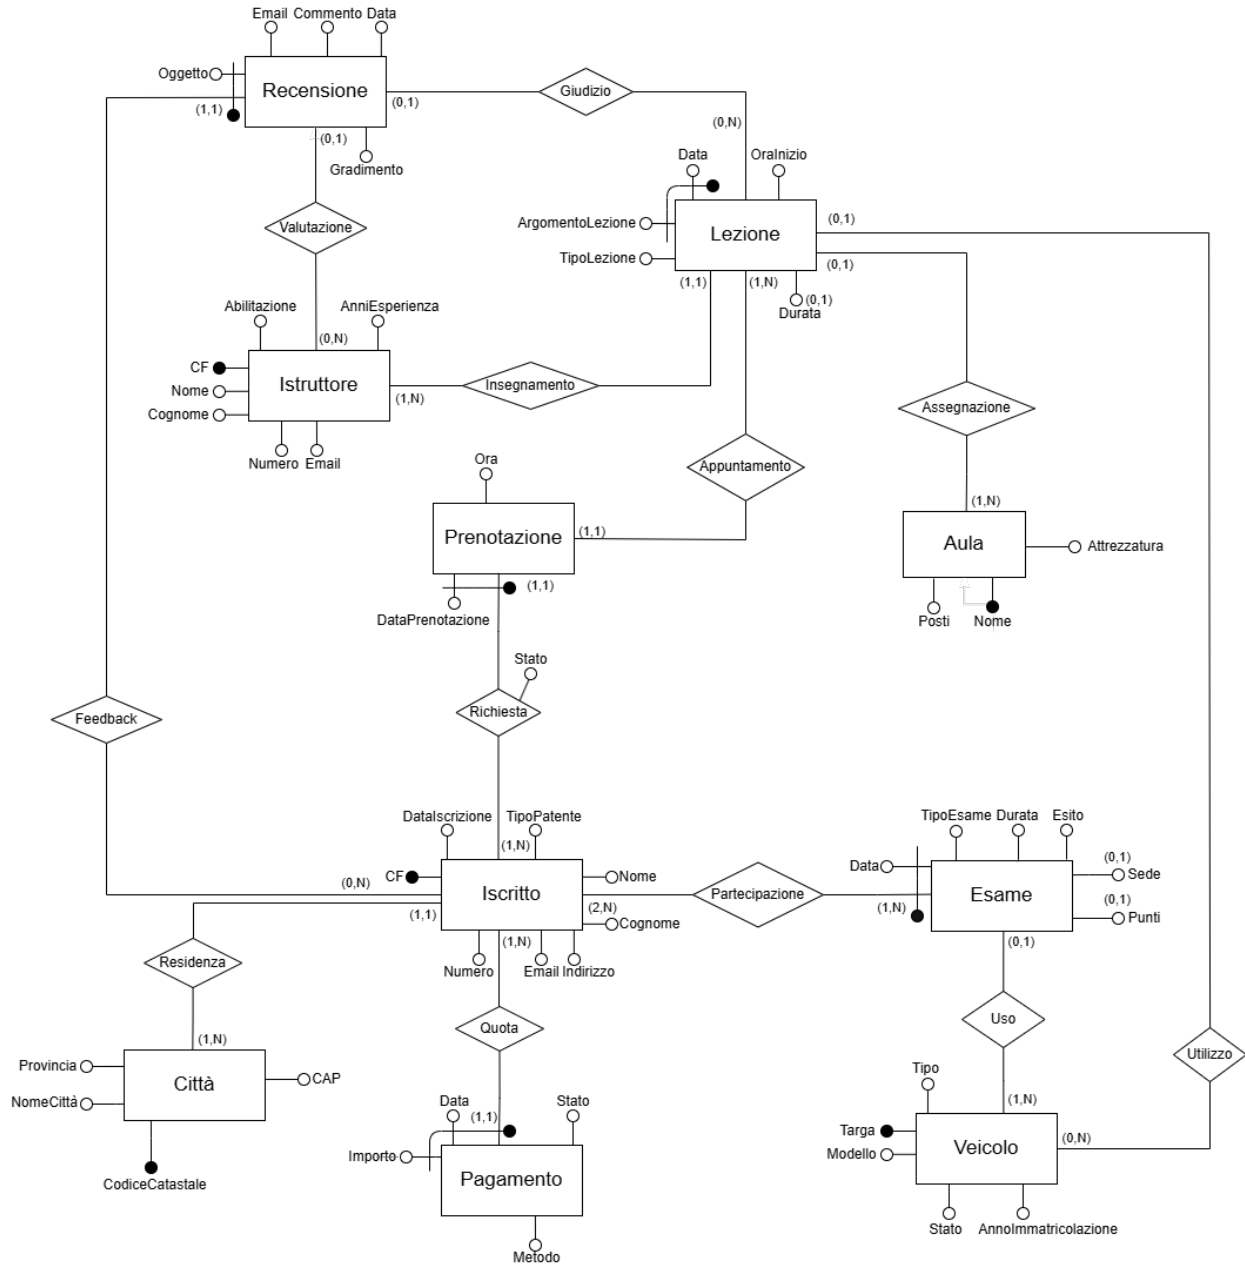 Email Commento Data
Oggetto
Recensione
(1,1)
(0,1)
(0,1)
Gradimento
Giudizio
(0,N)
Data OraInizio
ArgomentoLezione
TipoLezione
Lezione
(0,1)
(0,1)
(1,1)
(1,N)
(0,1)
Durata
Valutazione
(0,N)
Abilitazione AnniEsperienza
CF
Nome
Cognome
Istruttore
(1,N)
Numero Email
Insegnamento
Assegnazione
Appuntamento
Ora
Prenotazione
(1,1)
(1,1)
DataPrenotazione
(1,N)
Aula
Attrezzatura
Posti Nome
Stato
Richiesta
Feedback
DataIscrizione TipoPatente
(1,N)
CF
Iscritto
Nome
Cognome
(0,N)
(1,1)
(1,N)
(2,N)
Numero Email Indirizzo
Partecipazione
TipoEsame Durata Esito
Data
Esame
(0,1)
Sede
(0,1)
Punti
(1,N)
(0,1)
Residenza
Quota
Uso
Utilizzo
(1,N)
Provincia
NomeCittà
Città
CAP
CodiceCatastale
Data Stato
(1,1)
Importo
Pagamento
Metodo
Tipo
(1,N)
Targa
Modello
Veicolo
(0,N)
Stato AnnoImmatricolazione